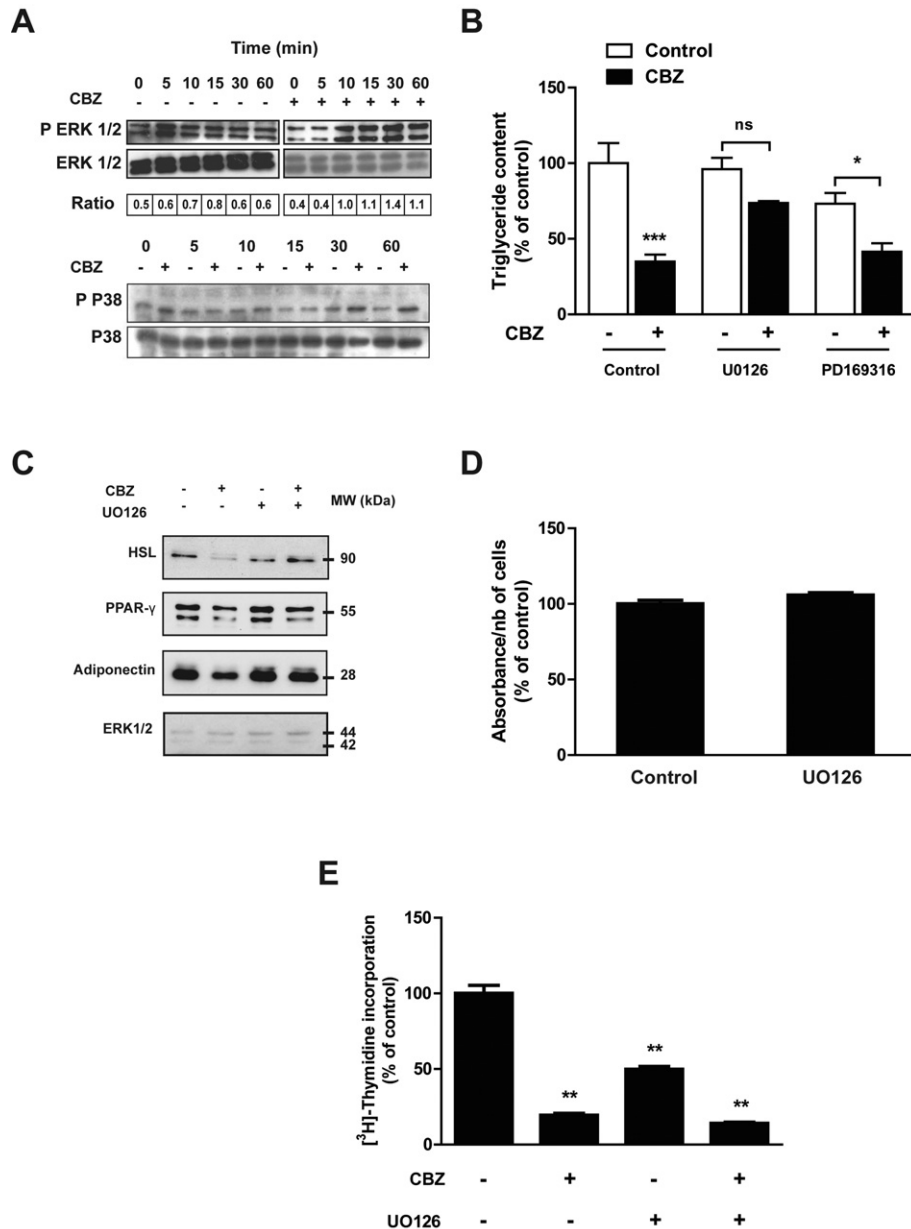 A
Time (min)
0 5 10 15 30 60 0 5 10 15 30 60
CBZ - - - - - - + + + + + +
P ERK 1/2
ERK 1/2
Ratio 0.5 0.6 0.7 0.8 0.6 0.6 0.4 0.4 1.0 1.1 1.4 1.1
0 5 10 15 30 60
CBZ - + - + - + - + - + - +
P P38
P38
B
Control
CBZ
Triglyceride content
(% of control)
150
100
50
0
***
ns
*
CBZ - + - + - +
Control U0126 PD169316
C
CBZ - + - +
UO126 - - + +
MW (kDa)
HSL 90
PPAR-γ 55
Adiponectin 28
ERK1/2 44
42
D
Absorbance/nb of cells
(% of control)
150
100
50
0
Control UO126
E
[³H]-Thymidine incorporation
(% of control)
150
100
50
0
** ** **
CBZ - + - +
UO126 - - + +